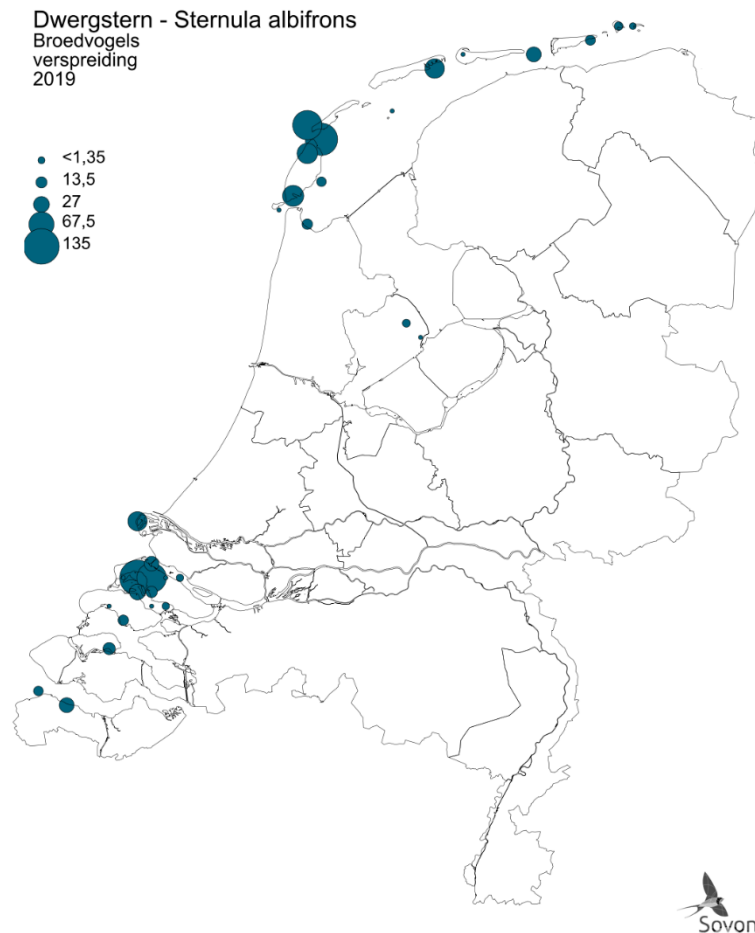 Dwergstern - Sternula albifrons
Broedvogels
verspreiding
2019
<1,35
13,5
27
67,5
135
Sovon